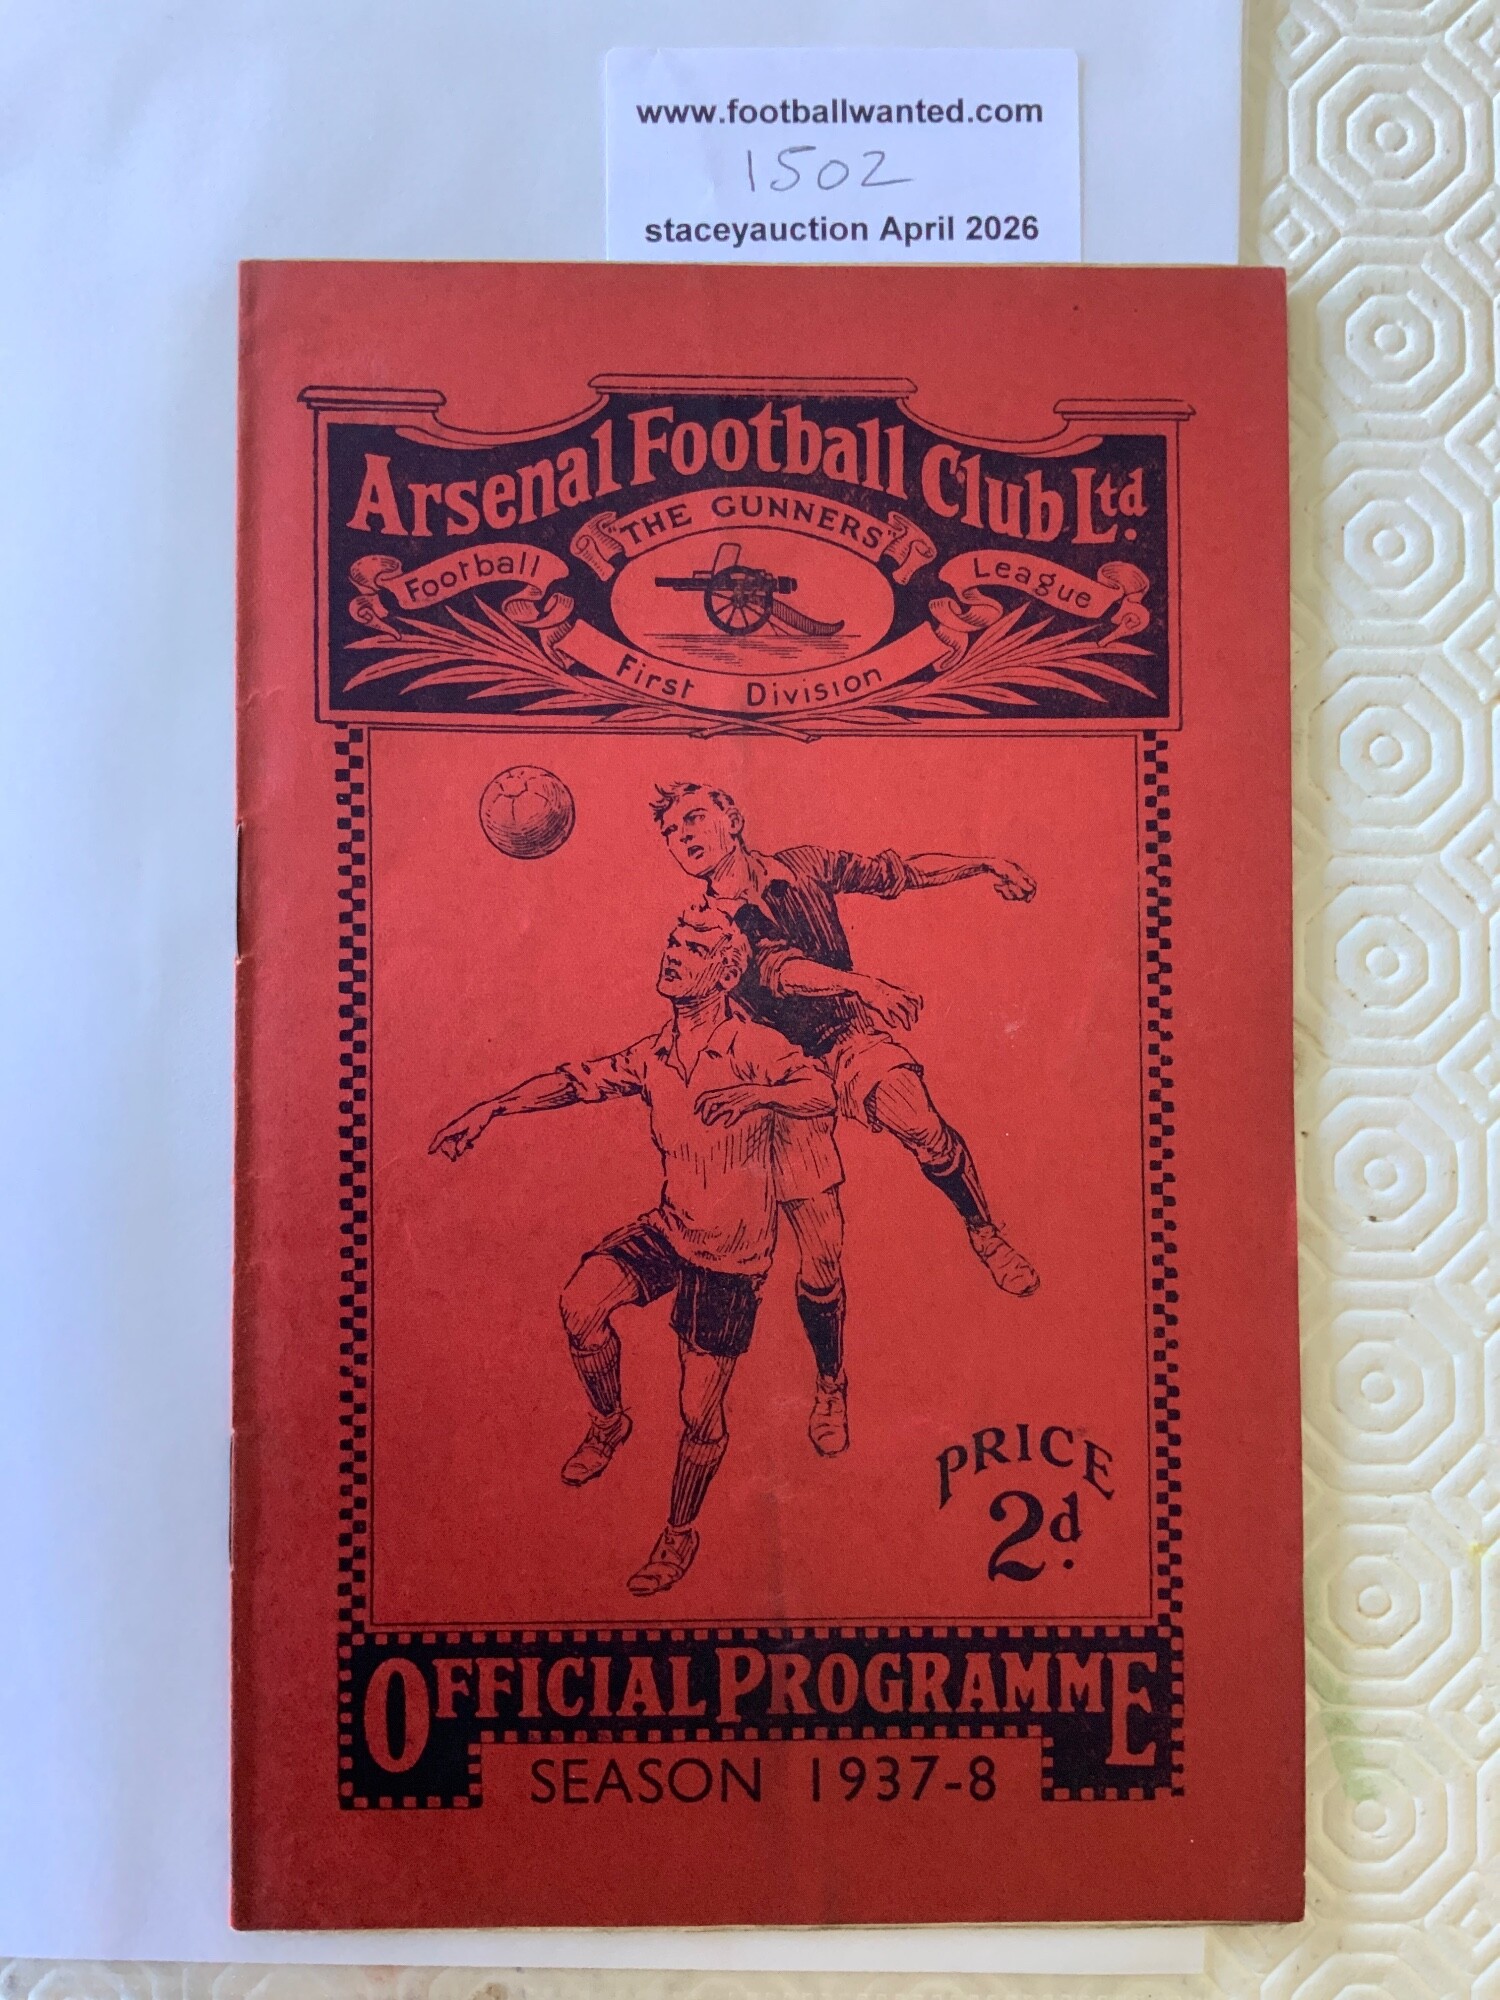 www.footballwanted.com
1502
staceyauction April 2026
Arsenal Football Club Ltd.
"THE GUNNERS"
Football League
First Division
PRICE
2d.
OFFICIAL PROGRAMME
SEASON 1937-8